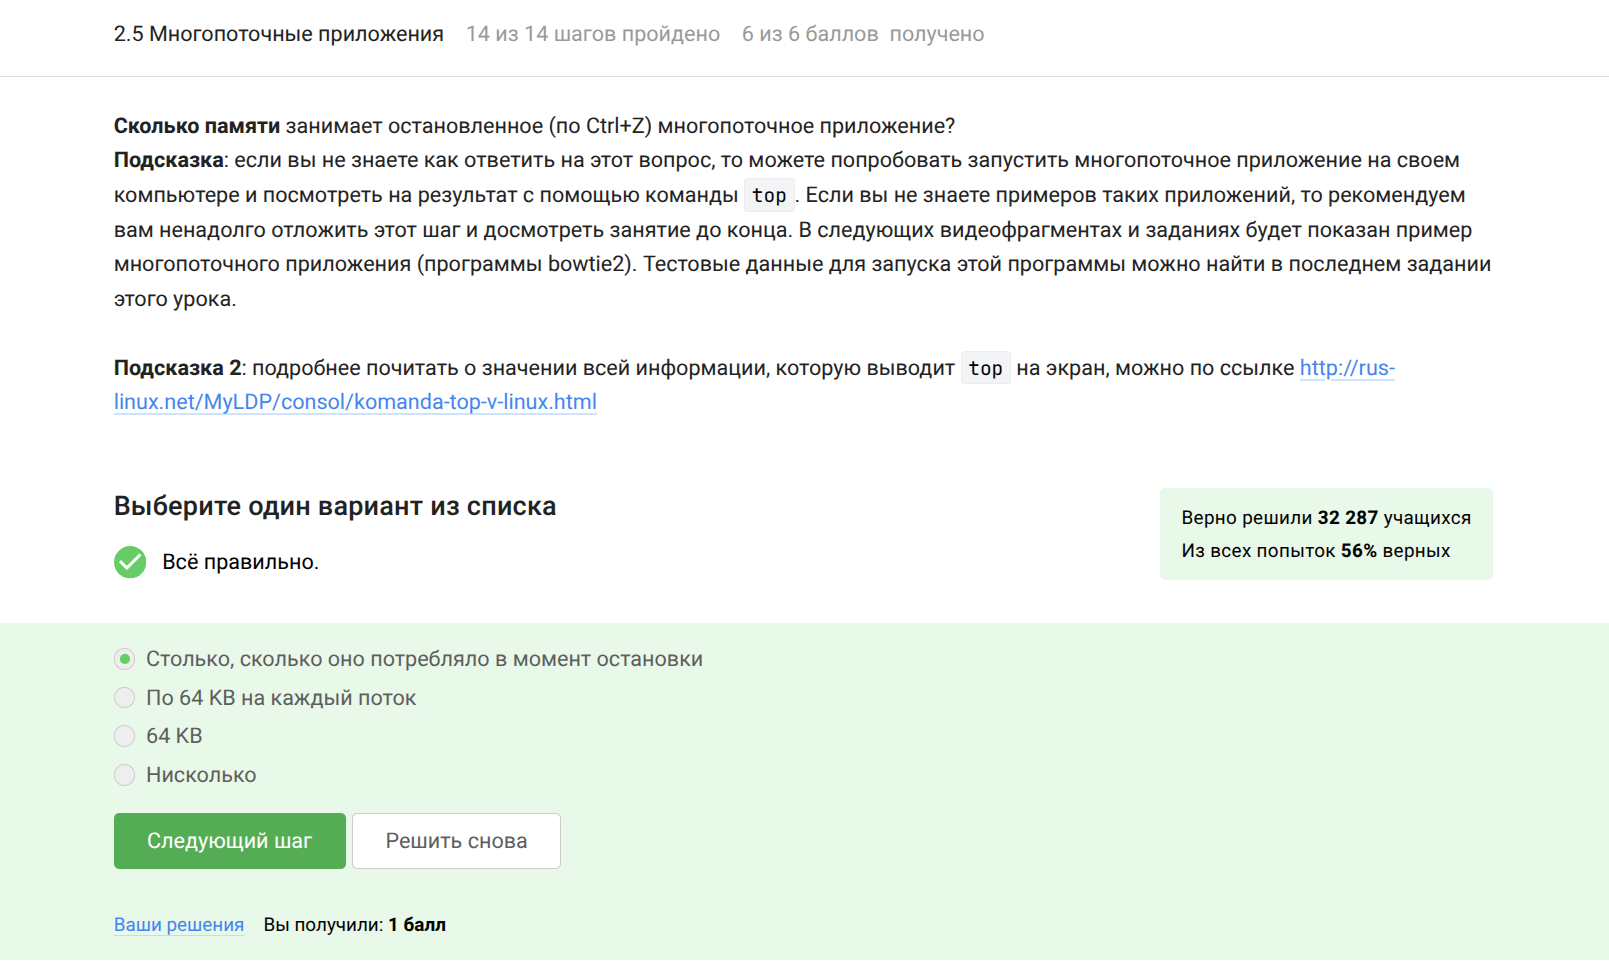 2.5 Многопоточные приложения 14 из 14 шагов пройдено 6 из 6 баллов получено
Сколько памяти занимает остановленное (по Ctrl+Z) многопоточное приложение?
Подсказка: если вы не знаете как ответить на этот вопрос, то можете попробовать запустить многопоточное приложение на своем
компьютере и посмотреть на результат с помощью команды top. Если вы не знаете примеров таких приложений, то рекомендуем
вам ненадолго отложить этот шаг и досмотреть занятие до конца. В следующих видеофрагментах и заданиях будет показан пример
многопоточного приложения (программы bowtie2). Тестовые данные для запуска этой программы можно найти в последнем задании
этого урока.
Подсказка 2: подробнее почитать о значении всей информации, которую выводит top на экран, можно по ссылке http://rus-
linux.net/MyLDP/consol/komanda-top-v-linux.html
Выберите один вариант из списка
Всё правильно.
Верно решили 32 287 учащихся
Из всех попыток 56% верных
Столько, сколько оно потребляло в момент остановки
По 64 KB на каждый поток
64 KB
Нисколько
Следующий шаг Решить снова
Ваши решения Вы получили: 1 балл